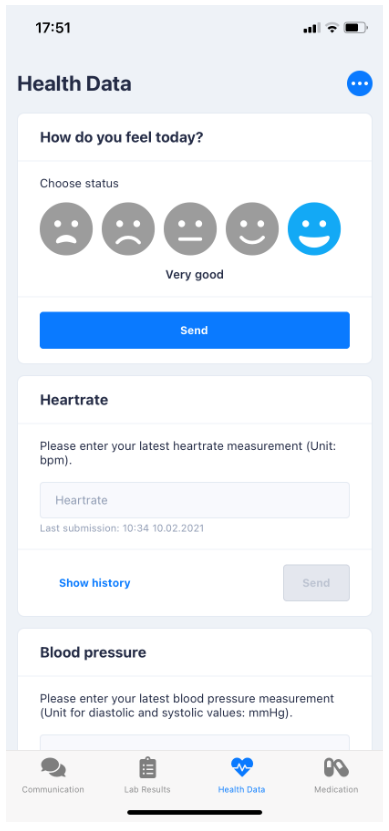 17:51
Health Data
How do you feel today?
Choose status
Very good
Send
Heartrate
Please enter your latest heartrate measurement (Unit:
bpm).
Heartrate
Last submission: 10:34 10.02.2021
Show history
Send
Blood pressure
Please enter your latest blood pressure measurement
(Unit for diastolic and systolic values: mmHg).
Communication
Lab Results
Health Data
Medication